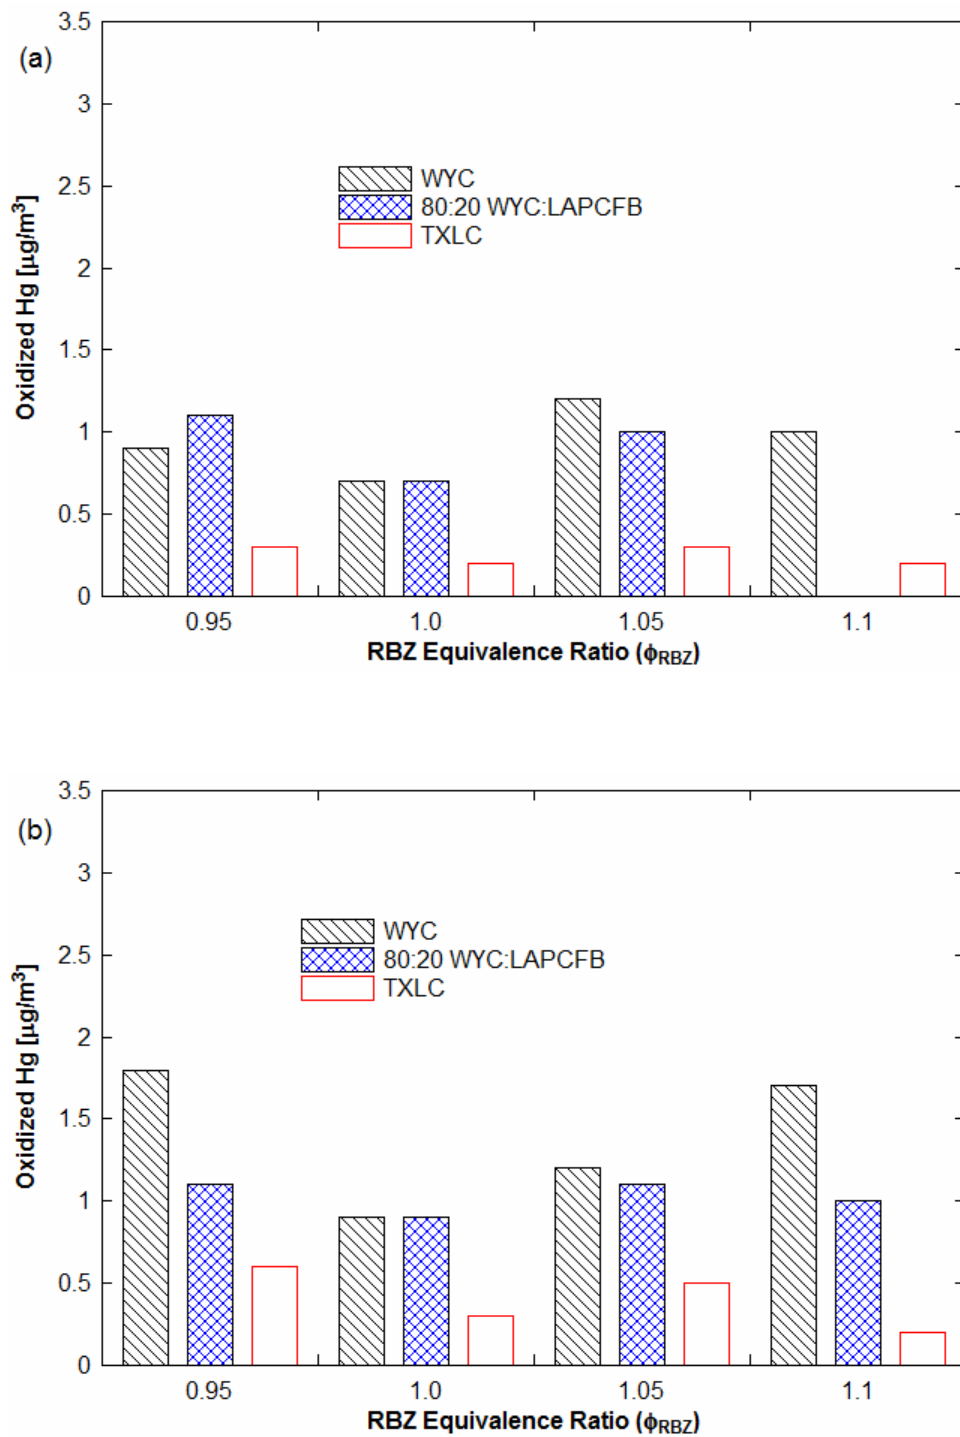 (a)
3.5
3
2.5
2
1.5
1
0.5
0
Oxidized Hg [μg/m³]
WYC
80:20 WYC:LAPCFB
TXLC
0.95 1.0 1.05 1.1
RBZ Equivalence Ratio (ϕRBZ)
(b)
3.5
3
2.5
2
1.5
1
0.5
0
Oxidized Hg [μg/m³]
WYC
80:20 WYC:LAPCFB
TXLC
0.95 1.0 1.05 1.1
RBZ Equivalence Ratio (ϕRBZ)